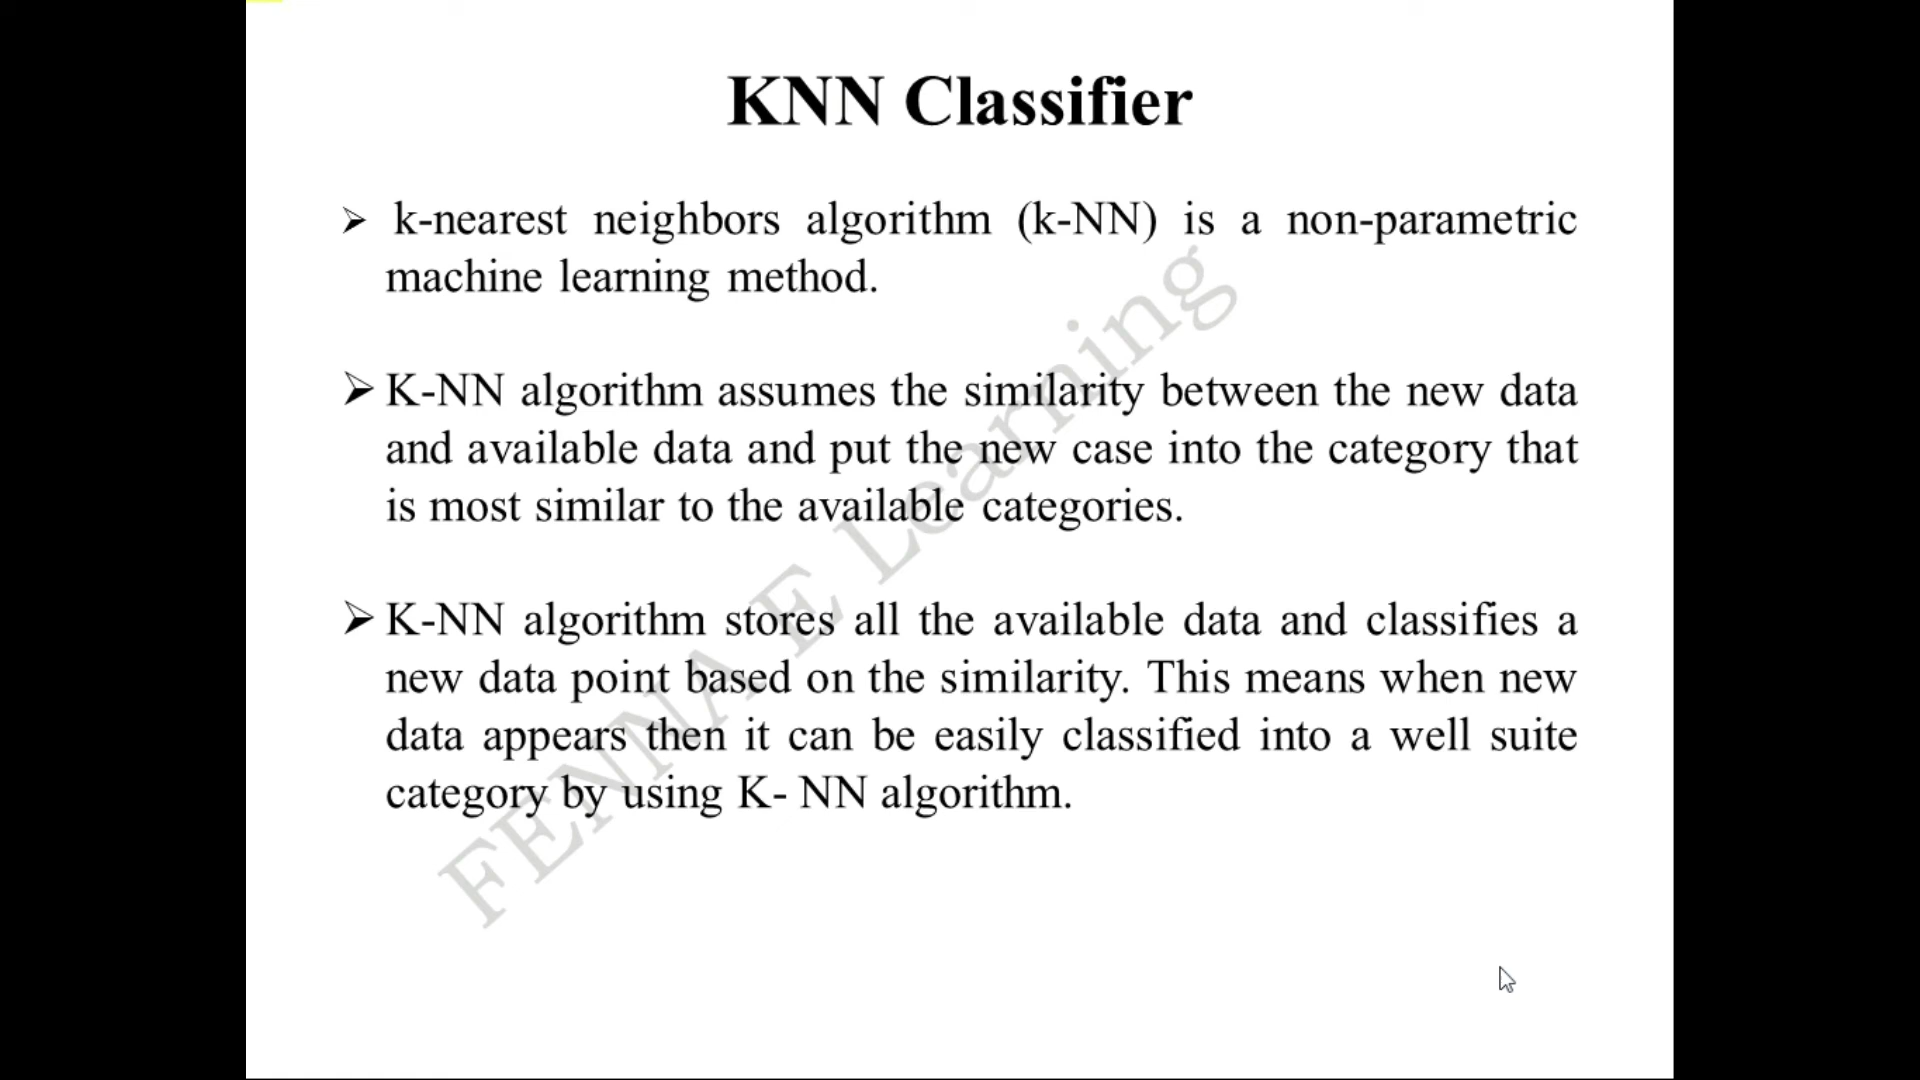 KNN Classifier
➢ k-nearest neighbors algorithm (k-NN) is a non-parametric
machine learning method.
➢ K-NN algorithm assumes the similarity between the new data
and available data and put the new case into the category that
is most similar to the available categories.
➢ K-NN algorithm stores all the available data and classifies a
new data point based on the similarity. This means when new
data appears then it can be easily classified into a well suite
category by using K- NN algorithm.
FENNA E Learning